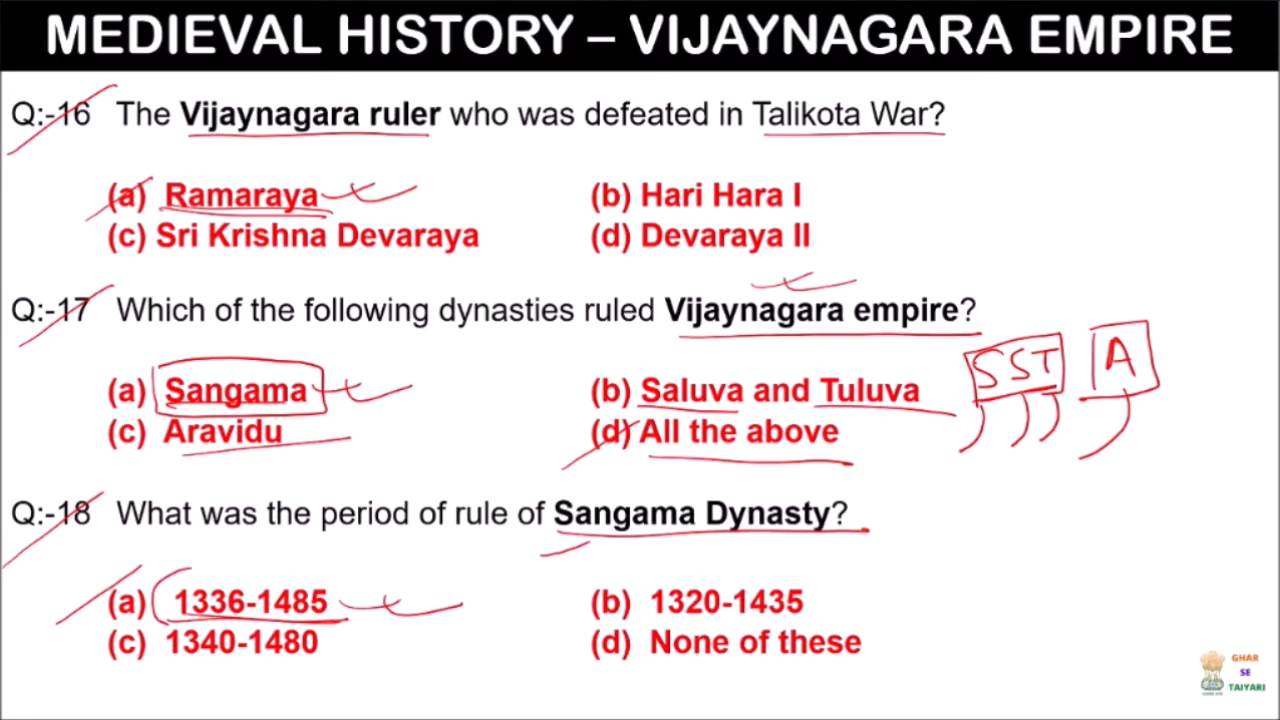 MEDIEVAL HISTORY – VIJAYNAGARA EMPIRE
Q:-16 The Vijaynagara ruler who was defeated in Talikota War?
(a) Ramaraya (b) Hari Hara I
(c) Sri Krishna Devaraya (d) Devaraya II
Q:-17 Which of the following dynasties ruled Vijaynagara empire?
SST A
(a) Sangama (b) Saluva and Tuluva
(c) Aravidu (d) All the above
Q:-18 What was the period of rule of Sangama Dynasty?
(a) 1336-1485 (b) 1320-1435
(c) 1340-1480 (d) None of these
GHAR
SE
TAIYARI